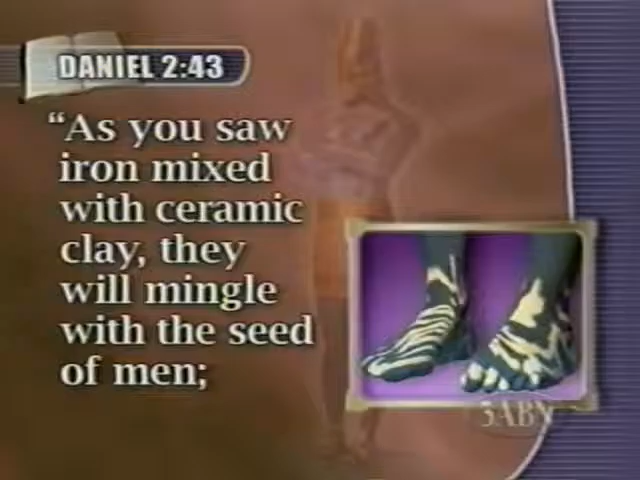 DANIEL 2:43
“As you saw
iron mixed
with ceramic
clay, they
will mingle
with the seed
of men;
3ABN